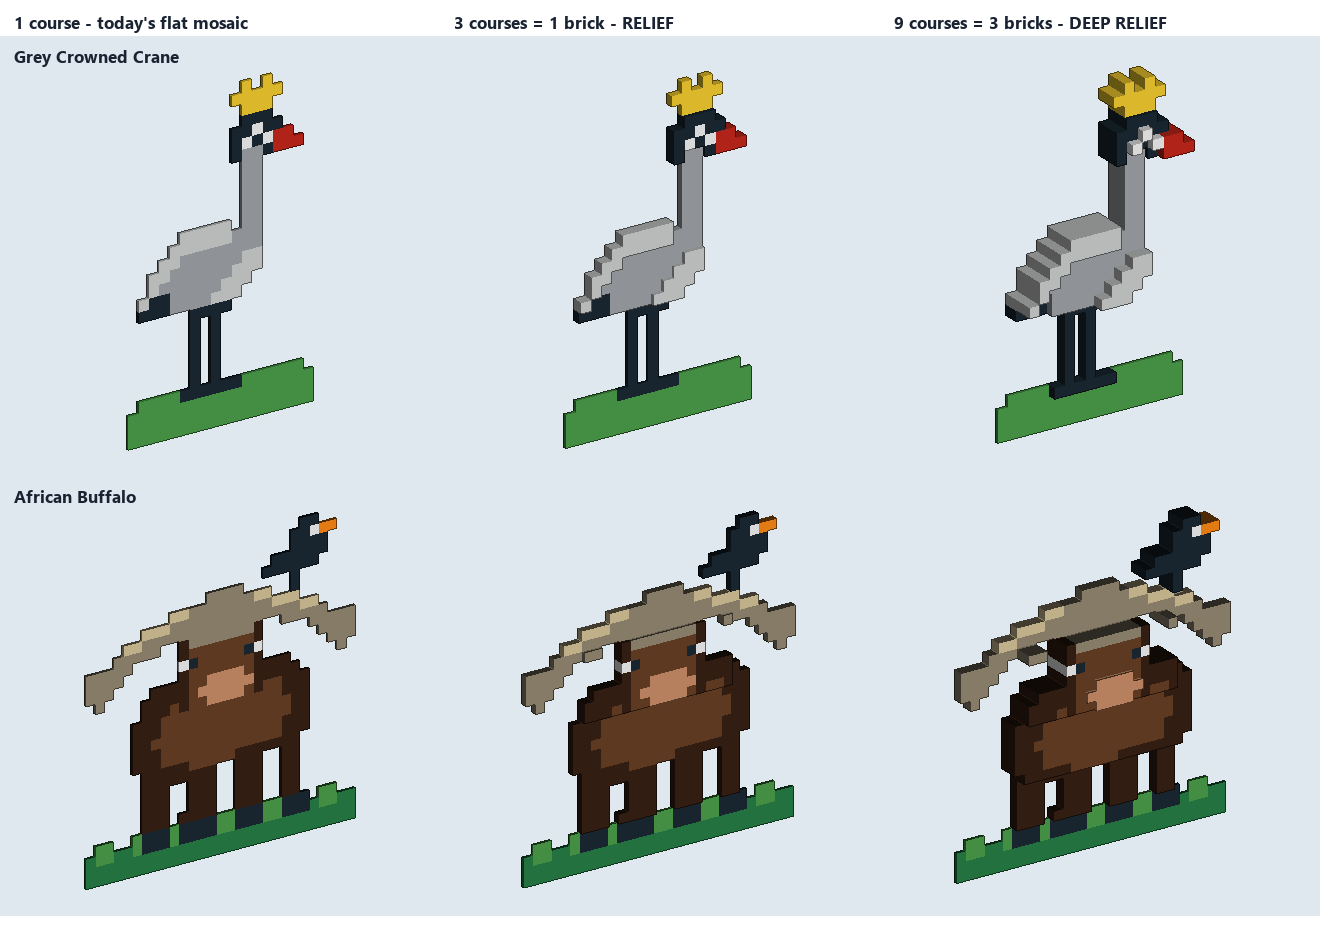 1 course - today's flat mosaic
3 courses = 1 brick - RELIEF
9 courses = 3 bricks - DEEP RELIEF
Grey Crowned Crane
African Buffalo